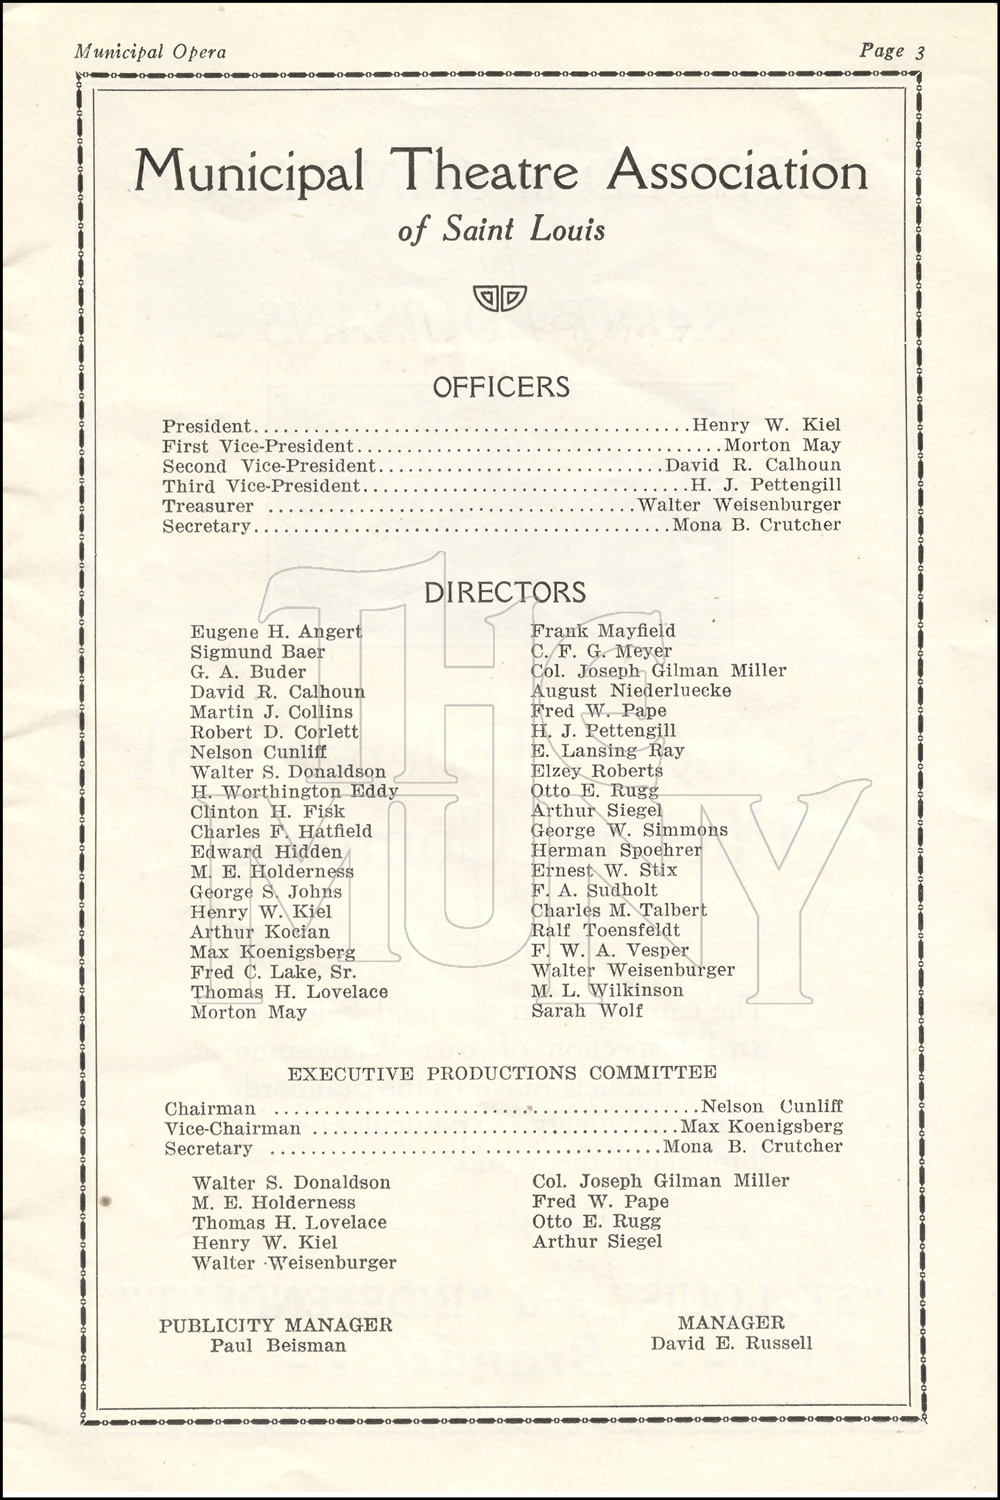 Municipal Opera Page 3
Municipal Theatre Association
of Saint Louis
OFFICERS
President.........................................Henry W. Kiel
First Vice-President..................................Morton May
Second Vice-President...........................David R. Calhoun
Third Vice-President..............................H. J. Pettengill
Treasurer ...................................Walter Weisenburger
Secretary.......................................Mona B. Crutcher
DIRECTORS
Eugene H. Angert
Sigmund Baer
G. A. Buder
David R. Calhoun
Martin J. Collins
Robert D. Corlett
Nelson Cunliff
Walter S. Donaldson
H. Worthington Eddy
Clinton H. Fisk
Charles F. Hatfield
Edward Hidden
M. E. Holderness
George S. Johns
Henry W. Kiel
Arthur Kocian
Max Koenigsberg
Fred C. Lake, Sr.
Thomas H. Lovelace
Morton May
Frank Mayfield
C. F. G. Meyer
Col. Joseph Gilman Miller
August Niederluecke
Fred W. Pape
H. J. Pettengill
E. Lansing Ray
Elzey Roberts
Otto E. Rugg
Arthur Siegel
George W. Simmons
Herman Spoehrer
Ernest W. Stix
F. A. Sudholt
Charles M. Talbert
Ralf Toensfeldt
F. W. A. Vesper
Walter Weisenburger
M. L. Wilkinson
Sarah Wolf
THE
MUNY
EXECUTIVE PRODUCTIONS COMMITTEE
Chairman ........................................Nelson Cunliff
Vice-Chairman ...................................Max Koenigsberg
Secretary .....................................Mona B. Crutcher
Walter S. Donaldson
M. E. Holderness
Thomas H. Lovelace
Henry W. Kiel
Walter Weisenburger
Col. Joseph Gilman Miller
Fred W. Pape
Otto E. Rugg
Arthur Siegel
PUBLICITY MANAGER
Paul Beisman
MANAGER
David E. Russell